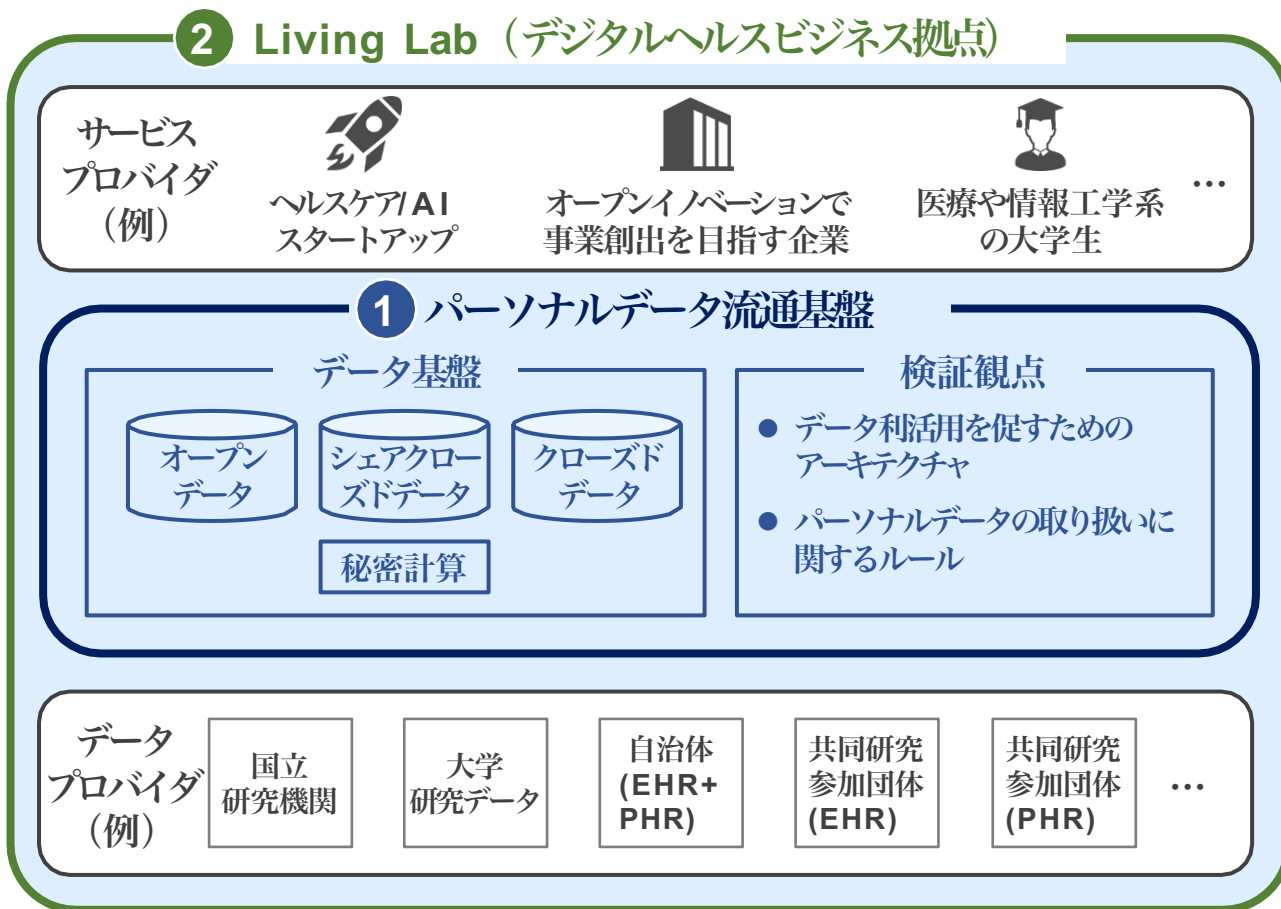 2 Living Lab（デジタルヘルスビジネス拠点）
サービス
プロバイダ
（例）
ヘルスケア/AI
スタートアップ
オープンイノベーションで
事業創出を目指す企業
医療や情報工学系
の大学生
…
1 パーソナルデータ流通基盤
データ基盤
オープン
データ
シェアクロー
ズドデータ
クローズド
データ
秘密計算
検証観点
● データ利活用を促すための
アーキテクチャ
● パーソナルデータの取り扱いに
関するルール
データ
プロバイダ
（例）
国立
研究機関
大学
研究データ
自治体
(EHR+
PHR)
共同研究
参加団体
(EHR)
共同研究
参加団体
(PHR)
…